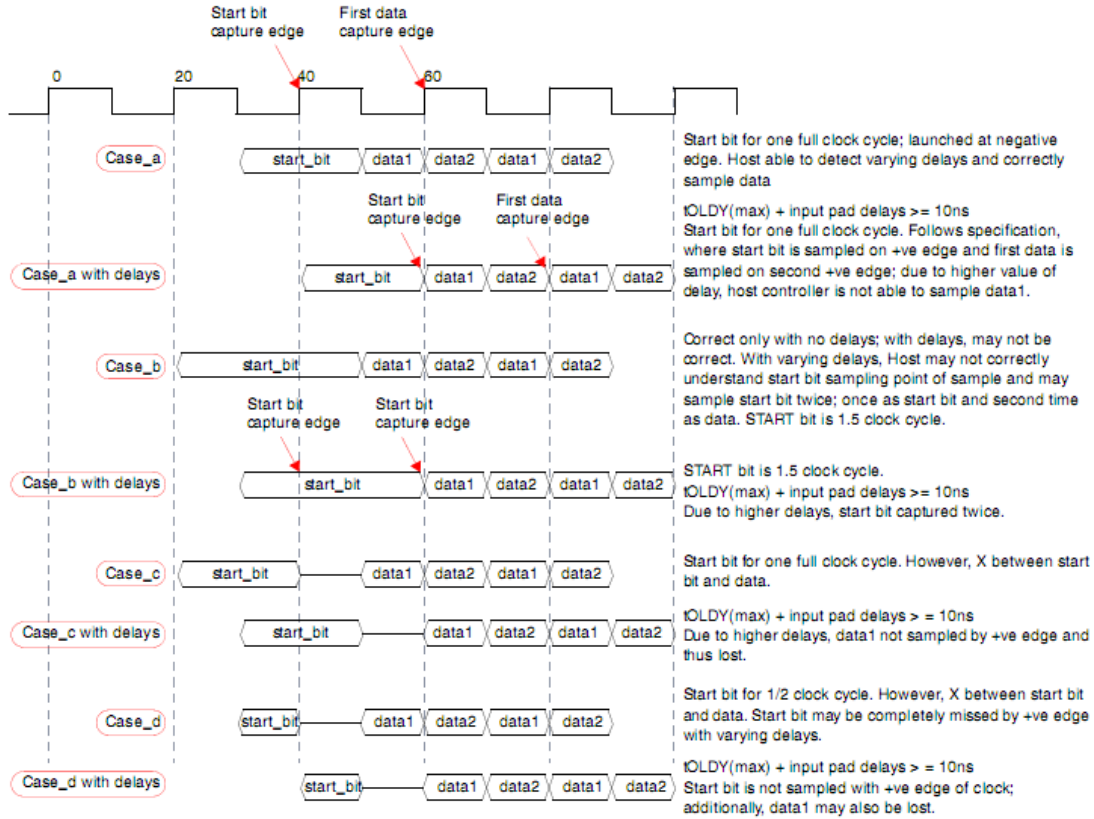 Start bit
capture edge
First data
capture edge
0
20
40
60
Case_a
start_bit
data1
data2
data1
data2
Start bit for one full clock cycle; launched at negative
edge. Host able to detect varying delays and correctly
sample data
Start bit
capture edge
First data
capture edge
Case_a with delays
start_bit
data1
data2
data1
data2
tOLDY(max) + input pad delays >= 10ns
Start bit for one full clock cycle. Follows specification,
where start bit is sampled on +ve edge and first data is
sampled on second +ve edge; due to higher value of
delay, host controller is not able to sample data1.
Case_b
start_bit
data1
data2
data1
data2
Correct only with no delays; with delays, may not be
correct. With varying delays, Host may not correctly
understand start bit sampling point of sample and may
sample start bit twice; once as start bit and second time
as data. START bit is 1.5 clock cycle.
Start bit
capture edge
Start bit
capture edge
Case_b with delays
start_bit
data1
data2
data1
data2
START bit is 1.5 clock cycle.
tOLDY(max) + input pad delays >= 10ns
Due to higher delays, start bit captured twice.
Case_c
start_bit
data1
data2
data1
data2
Start bit for one full clock cycle. However, X between start
bit and data.
Case_c with delays
start_bit
data1
data2
data1
data2
tOLDY(max) + input pad delays > = 10ns
Due to higher delays, data1 not sampled by +ve edge and
thus lost.
Case_d
start_bit
data1
data2
data1
data2
Start bit for 1/2 clock cycle. However, X between start bit
and data. Start bit may be completely missed by +ve edge
with varying delays.
Case_d with delays
start_bit
data1
data2
data1
data2
tOLDY(max) + input pad delays > = 10ns
Start bit is not sampled with +ve edge of clock;
additionally, data1 may also be lost.